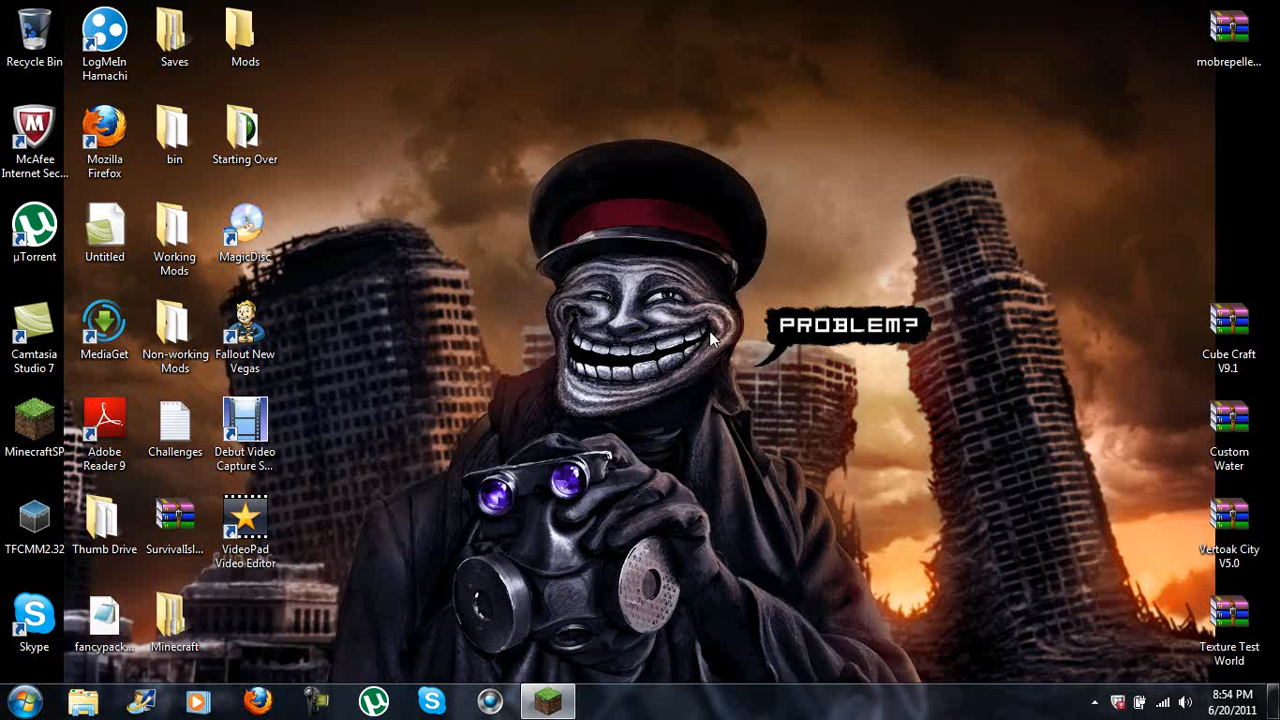 Recycle Bin
LogMeIn
Hamachi
Saves
Mods
mobrepelle...
McAfee
Internet Sec...
Mozilla
Firefox
bin
Starting Over
µTorrent
Untitled
Working
Mods
MagicDisc
Camtasia
Studio 7
MediaGet
Non-working
Mods
Fallout New
Vegas
PROBLEM?
Cube Craft
V9.1
MinecraftSP
Adobe
Reader 9
Challenges
Debut Video
Capture S...
Custom
Water
TFCMM2.32
Thumb Drive
SurvivalIsl...
VideoPad
Video Editor
Vertoak City
V5.0
Skype
fancypack...
Minecraft
Texture Test
World
8:54 PM
6/20/2011